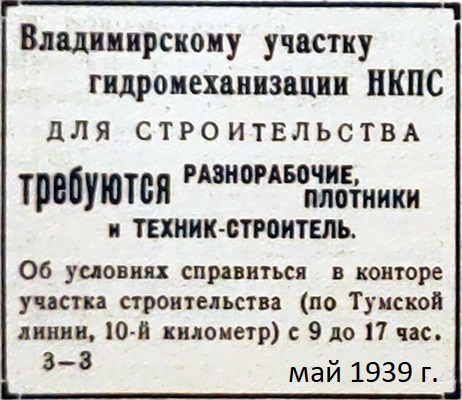 Владимирскому участку
гидромеханизации НКПС
ДЛЯ СТРОИТЕЛЬСТВА
требуются РАЗНОРАБОЧИЕ,
ПЛОТНИКИ
и ТЕХНИК-СТРОИТЕЛЬ.
Об условиях справиться в конторе
участка строительства (по Тумской
линии, 10-й километр) с 9 до 17 час.
3–3
май 1939 г.